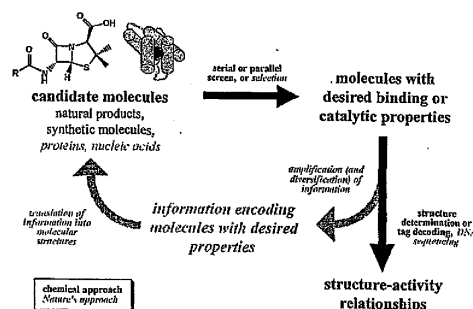 O
OH
O
N
R
N
H
H
S
candidate molecules
natural products,
synthetic molecules,
proteins, nucleic acids
serial or parallel
screen, or selection
molecules with
desired binding or
catalytic properties
amplification (and
diversification) of
information
translation of
information into
molecular
structures
information encoding
molecules with desired
properties
structure
determination or
tag decoding, DNA
sequencing
structure-activity
relationships
chemical approach
Nature's approach